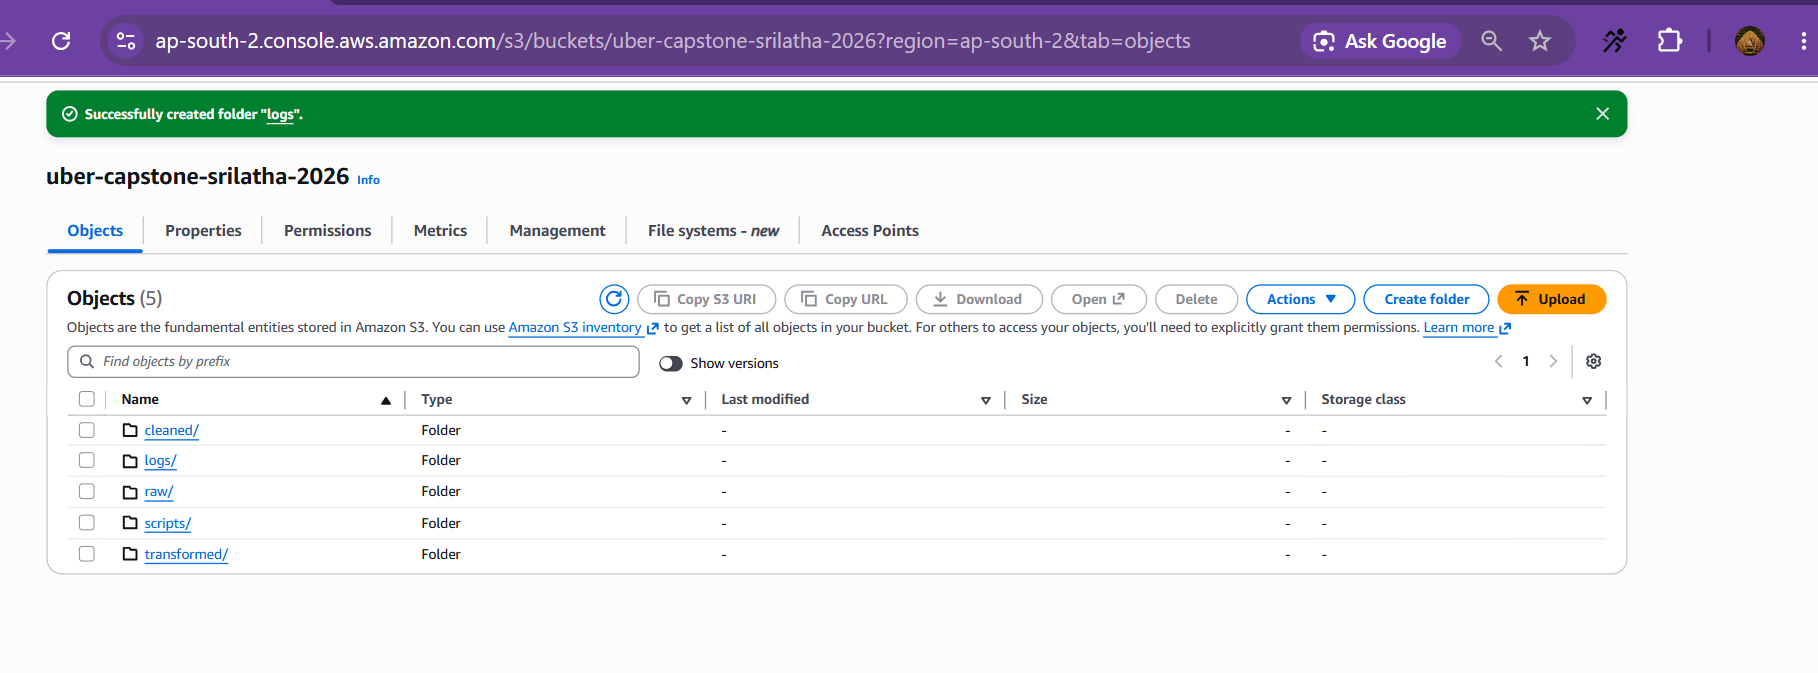 ap-south-2.console.aws.amazon.com/s3/buckets/uber-capstone-srilatha-2026?region=ap-south-2&tab=objects
Ask Google
Successfully created folder "logs".
uber-capstone-srilatha-2026 Info
Objects Properties Permissions Metrics Management File systems - new Access Points
Objects (5) Copy S3 URI Copy URL Download Open Delete Actions Create folder Upload
Objects are the fundamental entities stored in Amazon S3. You can use Amazon S3 inventory to get a list of all objects in your bucket. For others to access your objects, you'll need to explicitly grant them permissions. Learn more
Find objects by prefix Show versions 1
Name Type Last modified Size Storage class
cleaned/ Folder - - -
logs/ Folder - - -
raw/ Folder - - -
scripts/ Folder - - -
transformed/ Folder - - -